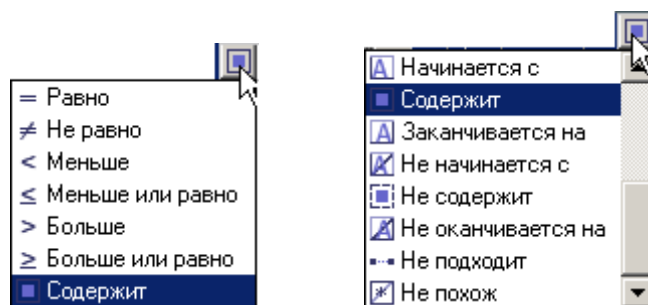 = Равно
≠ Не равно
< Меньше
≤ Меньше или равно
> Больше
≥ Больше или равно
Содержит
Начинается с
Содержит
Заканчивается на
Не начинается с
Не содержит
Не оканчивается на
Не подходит
Не похож